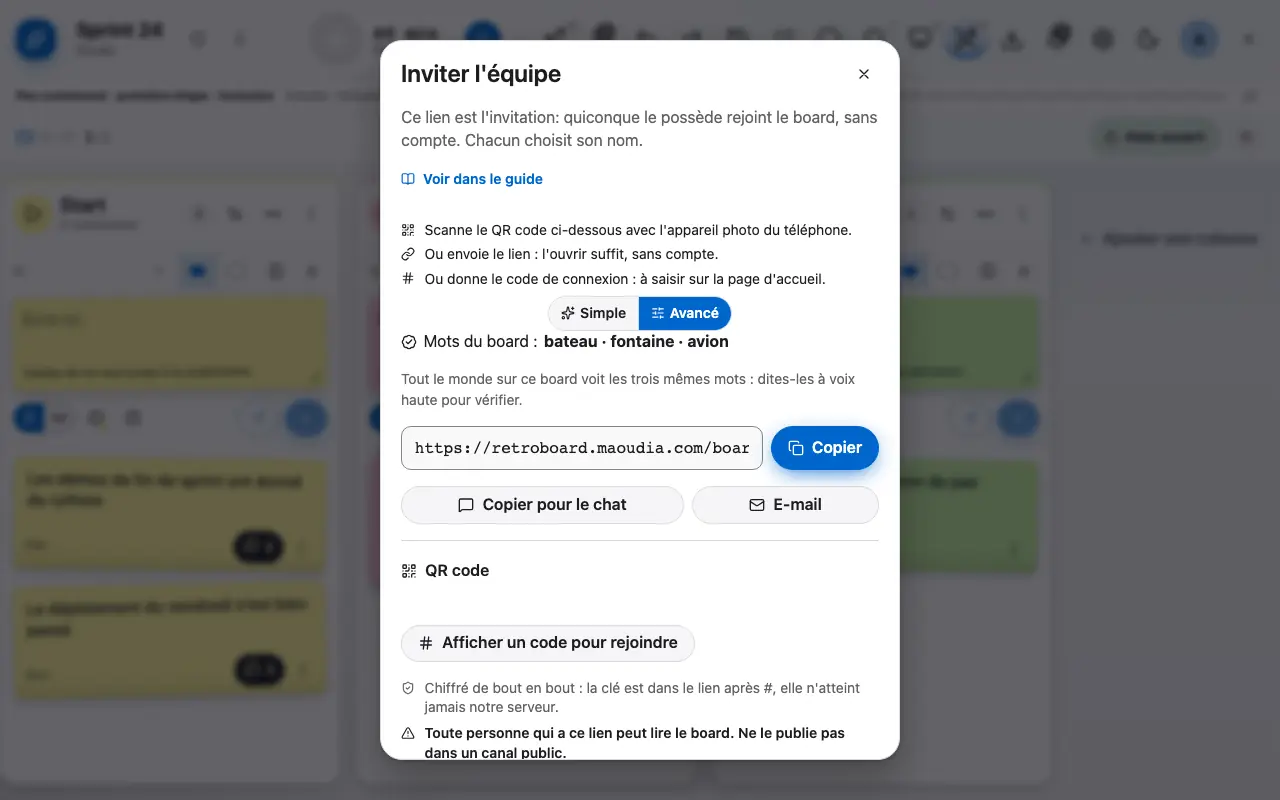 Sprint 24
Inviter l'équipe
Ce lien est l'invitation: quiconque le possède rejoint le board, sans
compte. Chacun choisit son nom.
Voir dans le guide
Scanne le QR code ci-dessous avec l'appareil photo du téléphone.
Ou envoie le lien : l'ouvrir suffit, sans compte.
Ou donne le code de connexion : à saisir sur la page d'accueil.
Simple
Avancé
Mots du board : bateau · fontaine · avion
Tout le monde sur ce board voit les trois mêmes mots : dites-les à voix
haute pour vérifier.
https://retroboard.maoudia.com/boar
Copier
Copier pour le chat
E-mail
QR code
Afficher un code pour rejoindre
Chiffré de bout en bout : la clé est dans le lien après #, elle n'atteint
jamais notre serveur.
Toute personne qui a ce lien peut lire le board. Ne le publie pas
dans un canal public.
Start
Ajouter une colonne